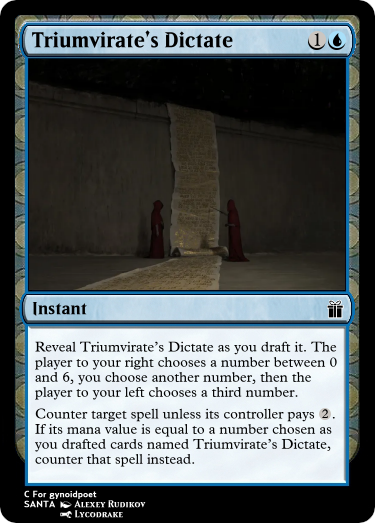 Triumvirate's Dictate 1
Instant
Reveal Triumvirate's Dictate as you draft it. The
player to your right chooses a number between 0
and 6, you choose another number, then the
player to your left chooses a third number.
Counter target spell unless its controller pays 2.
If its mana value is equal to a number chosen as
you drafted cards named Triumvirate's Dictate,
counter that spell instead.
C For gynoidpoet
SANTA Alexey Rudikov
Lycodrake